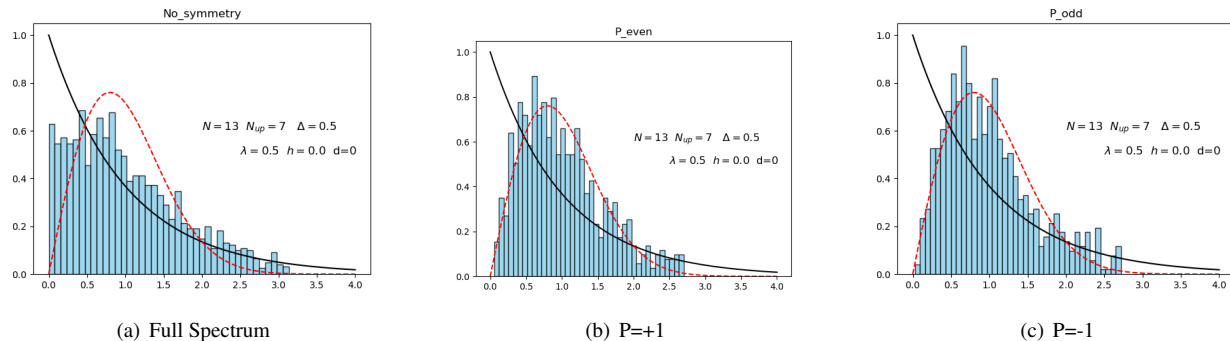 No_symmetry
1.0
0.8
0.6
0.4
0.2
0.0
N = 13 N_up = 7 Δ = 0.5
λ = 0.5 h = 0.0 d=0
0.0 0.5 1.0 1.5 2.0 2.5 3.0 3.5 4.0
(a) Full Spectrum
P_even
1.0
0.8
0.6
0.4
0.2
0.0
N = 13 N_up = 7 Δ = 0.5
λ = 0.5 h = 0.0 d=0
0.0 0.5 1.0 1.5 2.0 2.5 3.0 3.5 4.0
(b) P=+1
P_odd
1.0
0.8
0.6
0.4
0.2
0.0
N = 13 N_up = 7 Δ = 0.5
λ = 0.5 h = 0.0 d=0
0.0 0.5 1.0 1.5 2.0 2.5 3.0 3.5 4.0
(c) P=-1